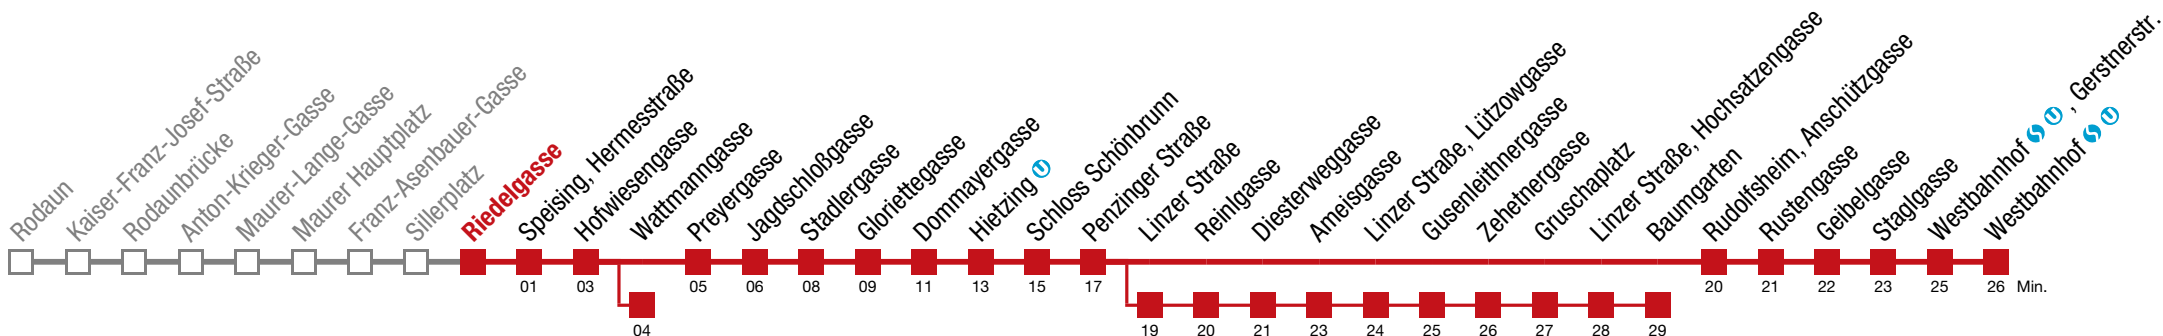 Rodaun
Kaiser-Franz-Josef-Straße
Rodaunbrücke
Anton-Krieger-Gasse
Maurer-Lange-Gasse
Maurer Hauptplatz
Franz-Asenbauer-Gasse
Sillerplatz
Riedelgasse
Speising, Hermesstraße
Hofwiesengasse
Wattmanngasse
Preyergasse
Jagdschloßgasse
Stadlergasse
Gloriettegasse
Dommayergasse
Hietzing U
Schloss Schönbrunn
Penzinger Straße
Linzer Straße
Reinlgasse
Diesterweggasse
Ameisgasse
Linzer Straße, Lützowgasse
Gusenleithnergasse
Zehetnergasse
Gruschaplatz
Linzer Straße, Hochsatzengasse
Baumgarten
Rudolfsheim, Anschützgasse
Rustengasse
Geibelgasse
Staglgasse
Westbahnhof S U, Gerstnerstr.
Westbahnhof S U
01 03 05 06 08 09 11 13 15 17 20 21 22 23 25 26 Min.
04 19 20 21 23 24 25 26 27 28 29